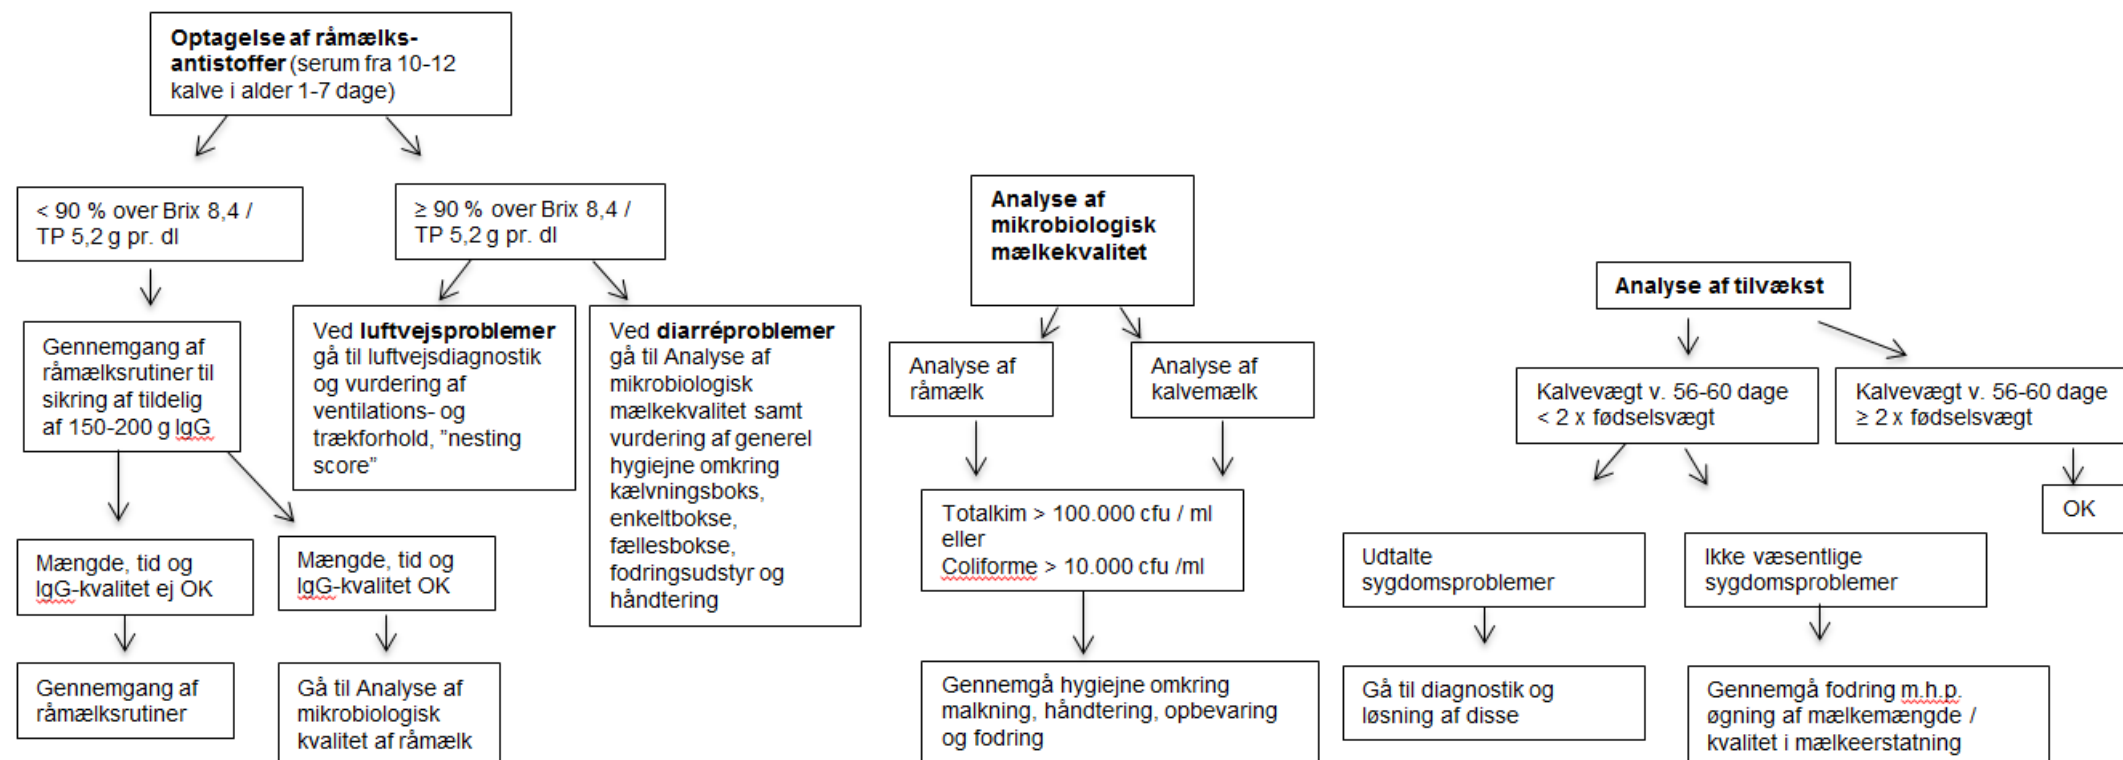 Optagelse af råmælks-
antistoffer (serum fra 10-12
kalve i alder 1-7 dage)
< 90 % over Brix 8,4 /
TP 5,2 g pr. dl
≥ 90 % over Brix 8,4 /
TP 5,2 g pr. dl
Gennemgang af
råmælksrutiner til
sikring af tildelig
af 150-200 g IgG
Ved luftvejsproblemer
gå til luftvejsdiagnostik
og vurdering af
ventilations- og
trækforhold, ”nesting
score”
Ved diarréproblemer
gå til Analyse af
mikrobiologisk
mælkekvalitet samt
vurdering af generel
hygiejne omkring
kælvningsboks,
enkeltbokse,
fællesbokse,
fodringsudstyr og
håndtering
Mængde, tid og
IgG-kvalitet ej OK
Mængde, tid og
IgG-kvalitet OK
Gennemgang af
råmælksrutiner
Gå til Analyse af
mikrobiologisk
kvalitet af råmælk
Analyse af
mikrobiologisk
mælkekvalitet
Analyse af
råmælk
Analyse af
kalvemælk
Totalkim > 100.000 cfu / ml
eller
Coliforme > 10.000 cfu /ml
Gennemgå hygiejne omkring
malkning, håndtering, opbevaring
og fodring
Analyse af tilvækst
Kalvevægt v. 56-60 dage
< 2 x fødselsvægt
Kalvevægt v. 56-60 dage
≥ 2 x fødselsvægt
OK
Udtalte
sygdomsproblemer
Ikke væsentlige
sygdomsproblemer
Gå til diagnostik og
løsning af disse
Gennemgå fodring m.h.p.
øgning af mælkemængde /
kvalitet i mælkeerstatning